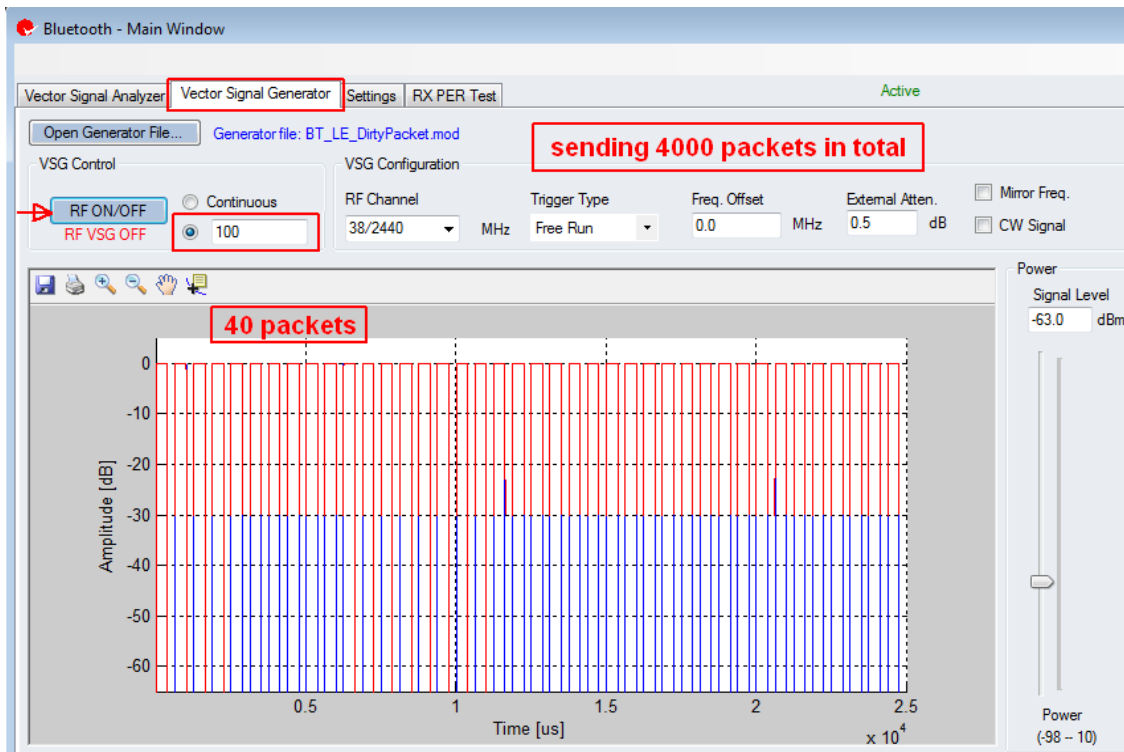 Bluetooth - Main Window
Vector Signal Analyzer Vector Signal Generator Settings RX PER Test Active
Open Generator File... Generator file: BT_LE_DirtyPacket.mod
sending 4000 packets in total
VSG Control VSG Configuration
RF Channel Trigger Type Freq. Offset External Atten. Mirror Freq.
RF ON/OFF Continuous
38/2440 MHz Free Run 0.0 MHz 0.5 dB CW Signal
RF VSG OFF 100
Power
Signal Level
-63.0 dBm
40 packets
0
-10
-20
-30
-40
-50
-60
Amplitude [dB]
0.5 1 1.5 2 2.5
Time [us] x 10^4
Power
(-98 -- 10)